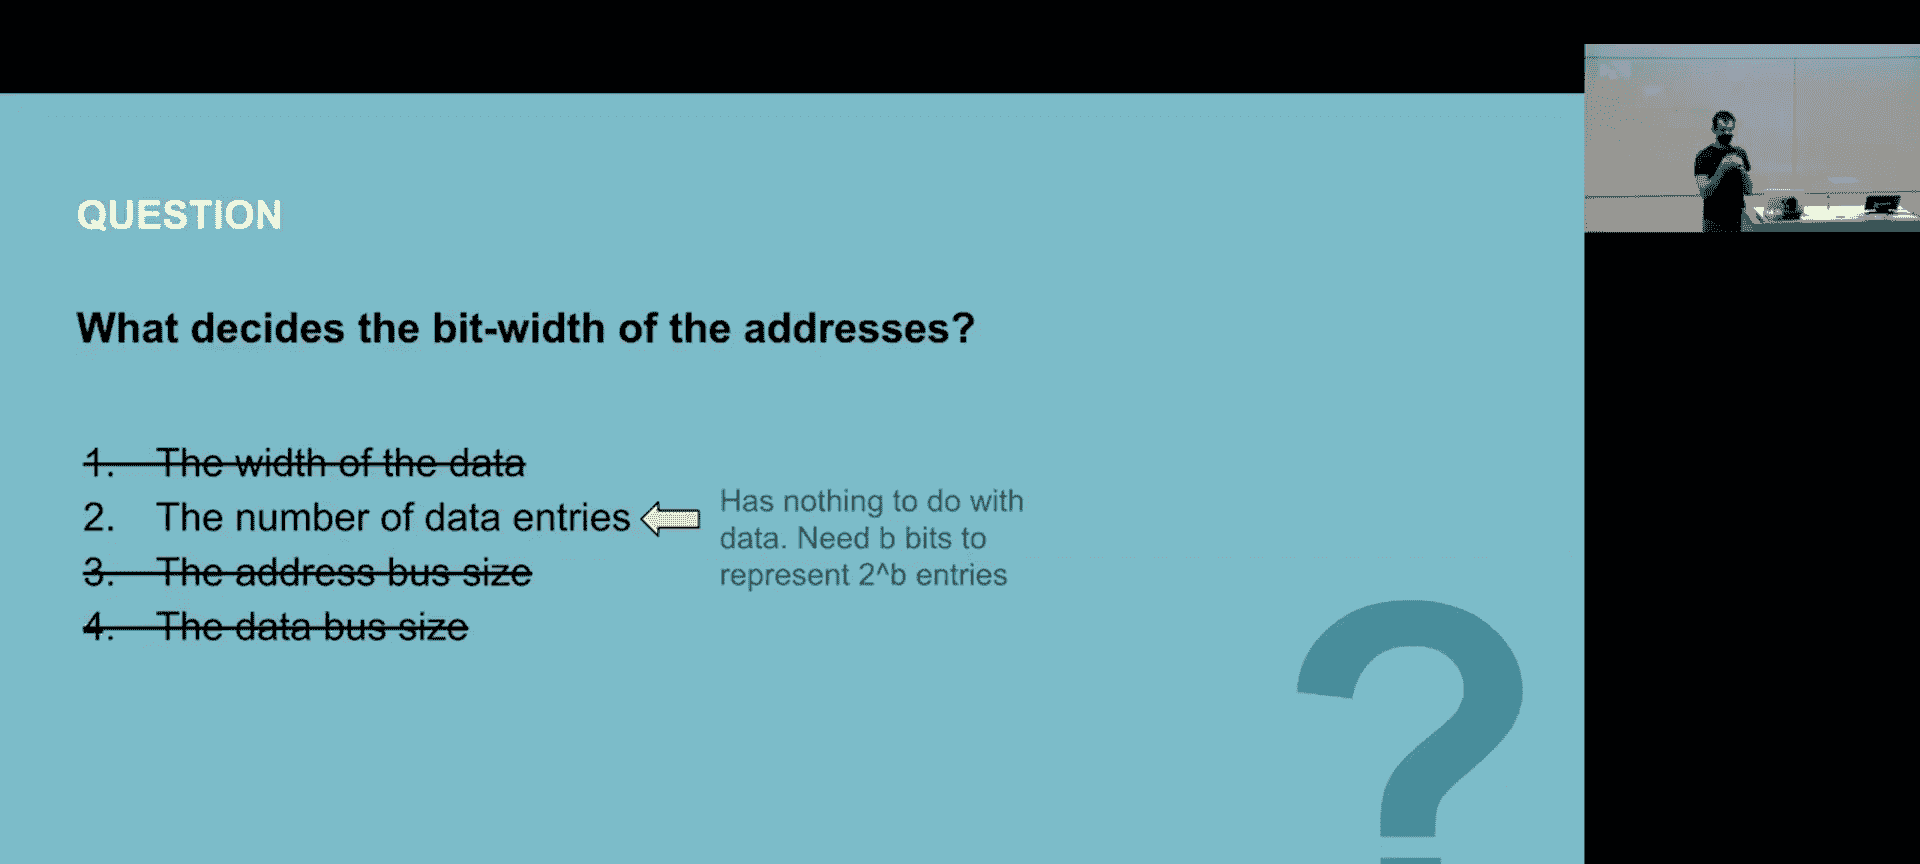 QUESTION
What decides the bit-width of the addresses?
1. The width of the data
2. The number of data entries
3. The address bus size
4. The data bus size
Has nothing to do with
data. Need b bits to
represent 2^b entries
?